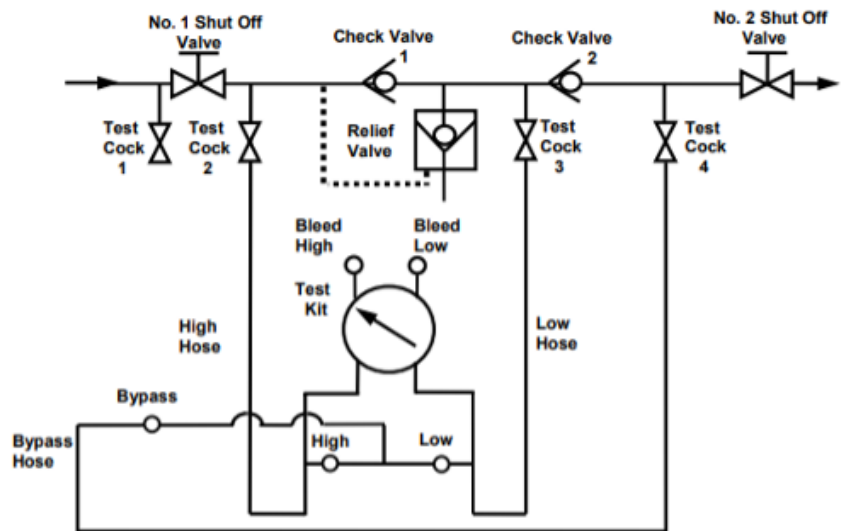 No. 1 Shut Off
Valve
Check Valve
1
Check Valve
2
No. 2 Shut Off
Valve
Test
Cock
1
Test
Cock
2
Relief
Valve
Test
Cock
3
Test
Cock
4
Bleed
High
Bleed
Low
Test
Kit
High
Hose
Low
Hose
Bypass
Bypass
Hose
High
Low